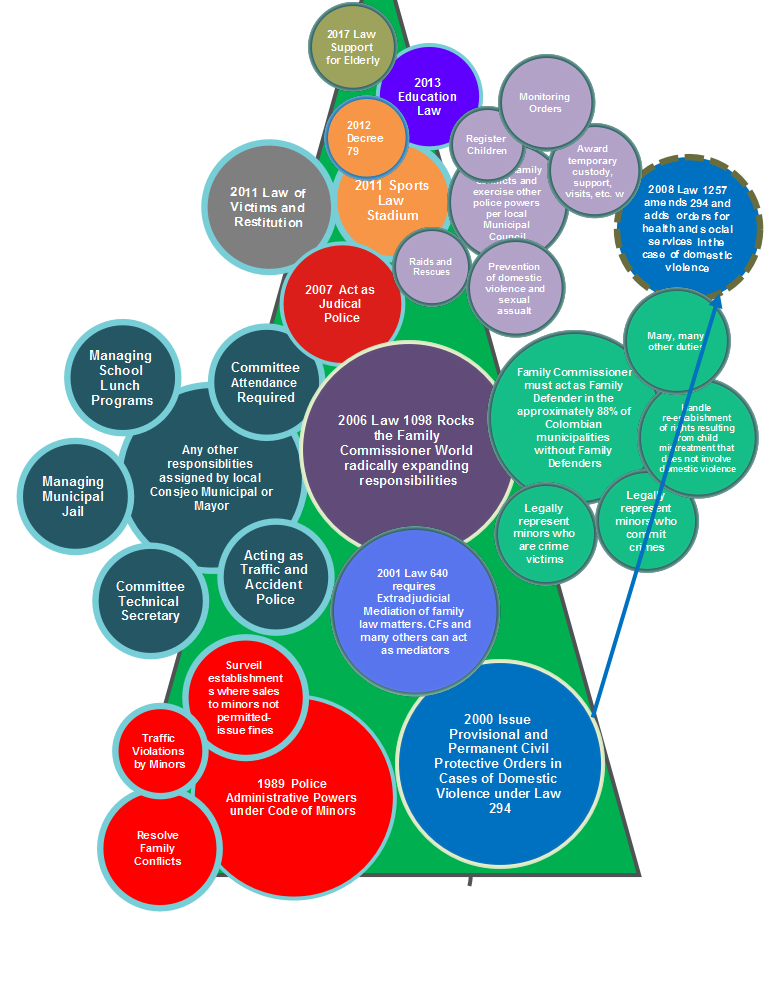 2017 Law
Support
for Elderly
2013
Education
Law
2012
Decree
79
Monitoring
Orders
Register
Children
Award
temporary
custody,
support,
visits, etc. w
2011 Law of
Victims and
Restitution
2011 Sports
Law
Stadium
exercise other
police powers
per local
Municipal
Council
2008 Law 1257
amends 294 and
adds orders for
health and social
services in the
case of domestic
violence
Raids and
Rescues
Prevention
of domestic
violence and
sexual
assualt
2007 Act as
Judical
Police
Many, many
other duties
Managing
School
Lunch
Programs
Committee
Attendance
Required
2006 Law 1098 Rocks
the Family
Commissioner World
radically expanding
responsibilities
Family Commissioner
must act as Family
Defender in the
approximately 88% of
Colombian
municipalities
without Family
Defenders
Handle
re-establishment
of rights resulting
from child
mistreatment that
does not involve
domestic violence
Any other
responsiblities
assigned by local
Consjeo Municipal or
Mayor
Managing
Municipal
Jail
Legally
represent
minors who
are crime
victims
Legally
represent
minors who
commit
crimes
Committee
Technical
Secretary
Acting as
Traffic and
Accident
Police
2001 Law 640
requires
Extradjudicial
Mediation of family
law matters. CFs and
many others can act
as mediators
Surveil
establishment
s where sales
to minors not
permitted-
issue fines
Traffic
Violations
by Minors
2000 Issue
Provisional and
Permanent Civil
Protective Orders in
Cases of Domestic
Violence under Law
294
1989 Police
Administrative Powers
under Code of Minors
Resolve
Family
Conflicts